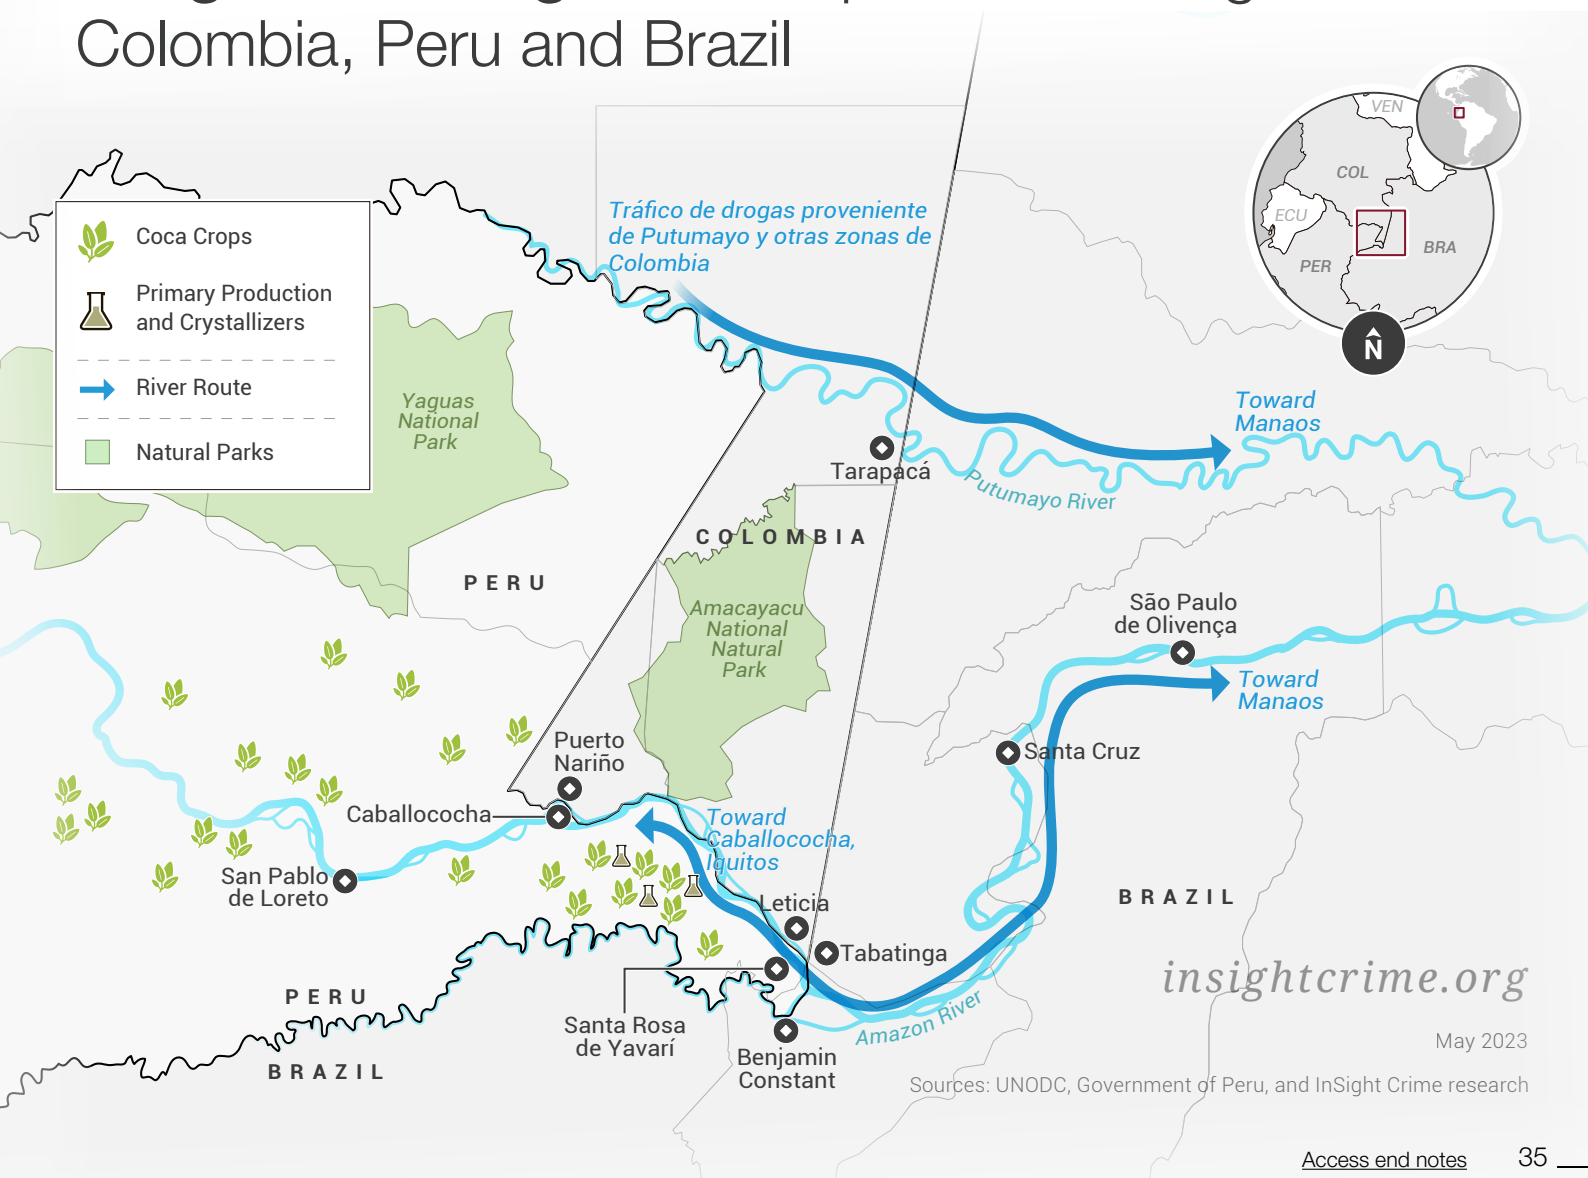 Colombia, Peru and Brazil
VEN
COL
ECU
PER
BRA
N
Coca Crops
Primary Production
and Crystallizers
River Route
Natural Parks
Tráfico de drogas proveniente
de Putumayo y otras zonas de
Colombia
Yaguas
National
Park
Toward
Manaos
Tarapacá
Putumayo River
COLOMBIA
PERU
Amacayacu
National
Natural
Park
São Paulo
de Olivença
Toward
Manaos
Puerto
Nariño
Santa Cruz
Caballococha
Toward
Caballococha,
Iquitos
San Pablo
de Loreto
Leticia
BRAZIL
Tabatinga
insightcrime.org
PERU
BRAZIL
Santa Rosa
de Yavarí
Amazon River
Benjamin
Constant
May 2023
Sources: UNODC, Government of Peru, and InSight Crime research
Access end notes 35